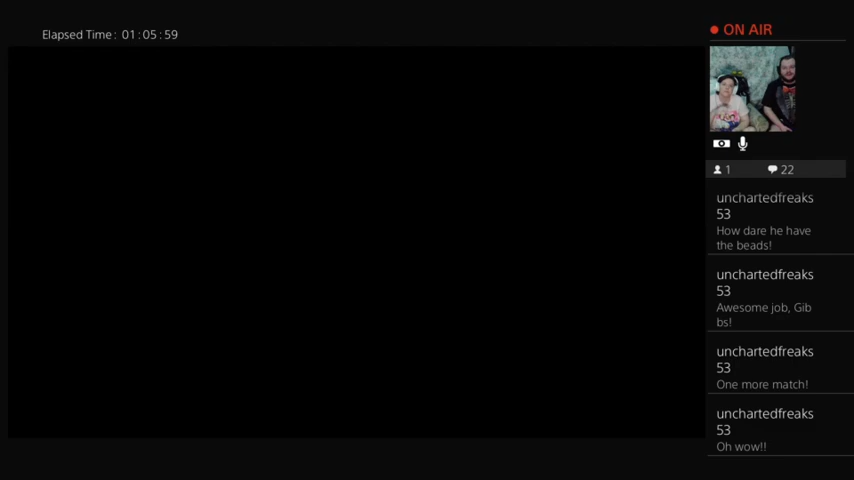 Elapsed Time: 01:05:59
ON AIR
1 22
unchartedfreaks
53
How dare he have
the beads!
unchartedfreaks
53
Awesome job, Gib
bs!
unchartedfreaks
53
One more match!
unchartedfreaks
53
Oh wow!!